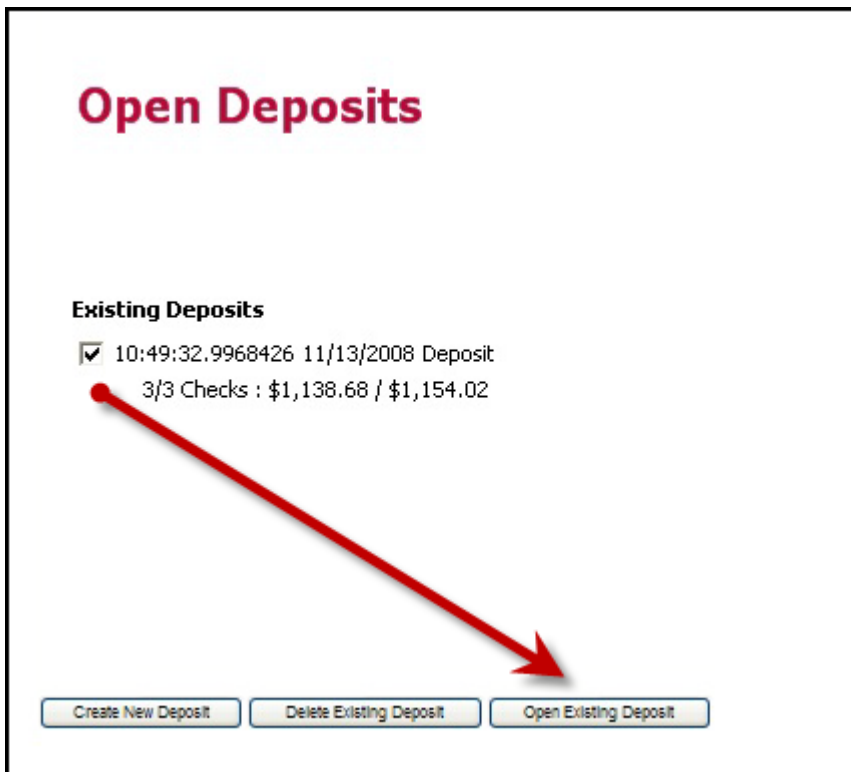 Open Deposits
Existing Deposits
10:49:32.9968426 11/13/2008 Deposit
3/3 Checks : $1,138.68 / $1,154.02
Create New Deposit Delete Existing Deposit Open Existing Deposit